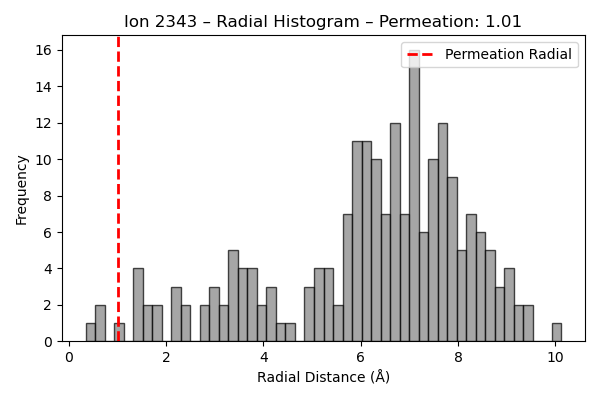 Ion 2343 – Radial Histogram – Permeation: 1.01
Permeation Radial
Frequency
16
14
12
10
8
6
4
2
0
0 2 4 6 8 10
Radial Distance (Å)